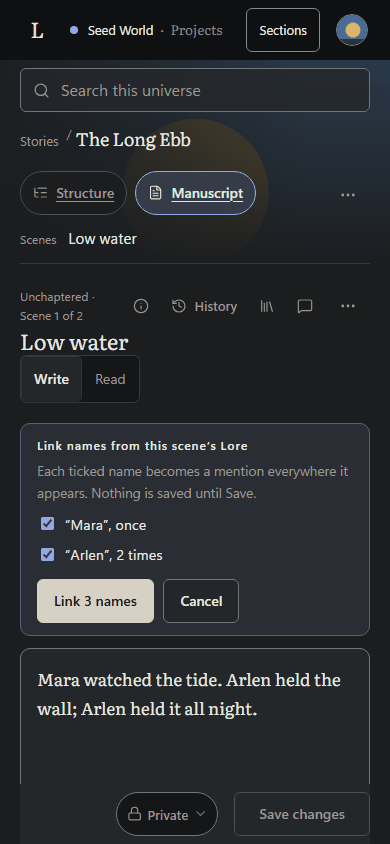 L
Seed World · Projects
Sections
Search this universe
Stories / The Long Ebb
Structure
Manuscript
Scenes Low water
Unchaptered ·
Scene 1 of 2
History
Low water
Write
Read
Link names from this scene’s Lore
Each ticked name becomes a mention everywhere it
appears. Nothing is saved until Save.
“Mara”, once
“Arlen”, 2 times
Link 3 names
Cancel
Mara watched the tide. Arlen held the
wall; Arlen held it all night.
Private
Save changes